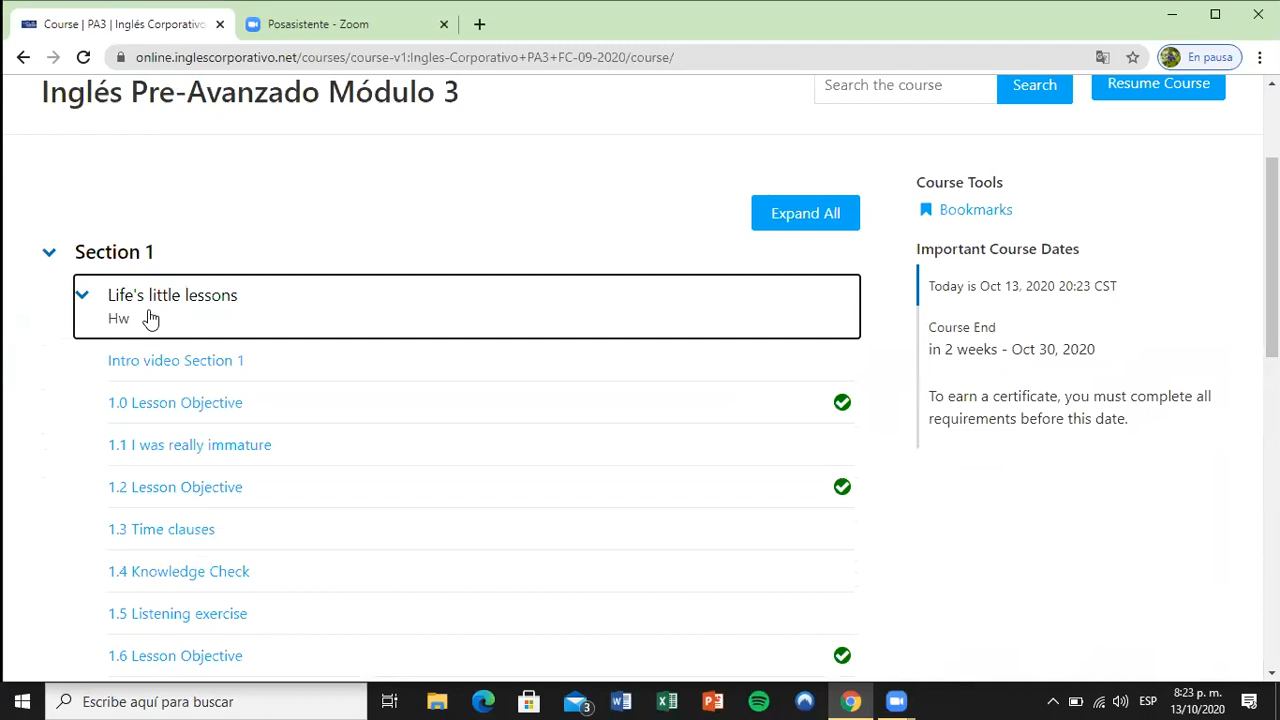 Course | PA3 | Inglés Corporativo
Posasistente - Zoom
online.inglescorporativo.net/courses/course-v1:Ingles-Corporativo+PA3+FC-09-2020/course/
En pausa
Inglés Pre-Avanzado Módulo 3
Search the course
Search
Resume Course
Expand All
Section 1
Life's little lessons
Hw
Intro video Section 1
1.0 Lesson Objective
1.1 I was really immature
1.2 Lesson Objective
1.3 Time clauses
1.4 Knowledge Check
1.5 Listening exercise
1.6 Lesson Objective
Course Tools
Bookmarks
Important Course Dates
Today is Oct 13, 2020 20:23 CST
Course End
in 2 weeks - Oct 30, 2020
To earn a certificate, you must complete all
requirements before this date.
Escribe aquí para buscar
3
ESP
8:23 p. m.
13/10/2020